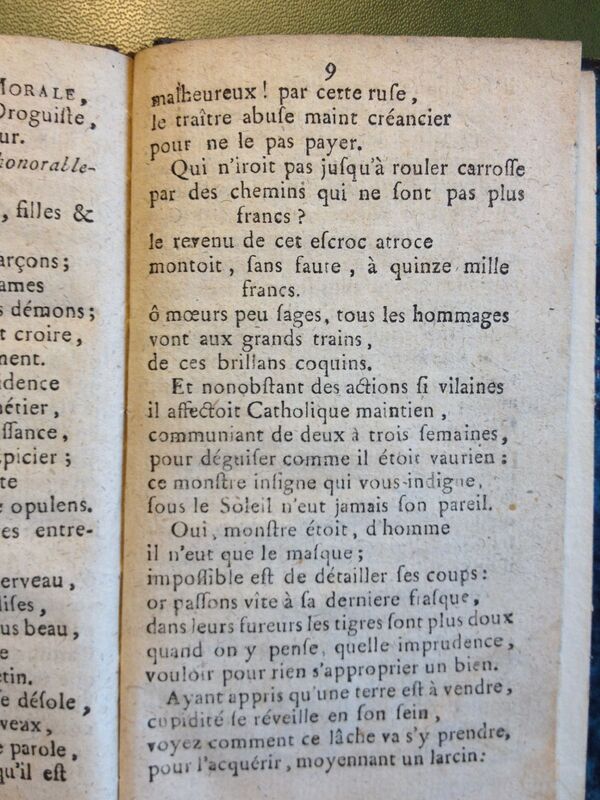 MORALE,
Droguiſte,
ur.
honoralle-
, filles &
arçons;
ames
s démons;
t croire,
ment.
idence
étier,
ſſance,
picier;
te
e opulens.
es entre-
erveau,
liſes,
us beau,
e
tin.
e déſole,
veaux,
e parole,
qu'il eſt
9
malheureux! par cette ruſe,
le traître abuſe maint créancier
pour ne le pas payer.
Qui n'iroit pas juſqu'à rouler carroſſe
par des chemins qui ne ſont pas plus
francs?
le revenu de cet eſcroc atroce
montoit, ſans faute, à quinze mille
francs.
ô mœurs peu ſages, tous les hommages
vont aux grands trains,
de ces brillans coquins.
Et nonobſtant des actions ſi vilaines
il affectoit Catholique maintien,
communiant de deux à trois ſemaines,
pour déguiſer comme il étoit vaurien:
ce monſtre inſigne qui vous-indigne,
ſous le Soleil n'eut jamais ſon pareil.
Oui, monſtre étoit, d'homme
il n'eut que le maſque;
impoſſible eſt de détailler ſes coups:
or paſſons vîte à ſa derniere fiaſque,
dans leurs fureurs les tigres ſont plus doux
quand on y penſe, quelle imprudence,
vouloir pour rien s'approprier un bien.
Ayant appris qu'une terre eſt à vendre,
cupidité ſe réveille en ſon ſein,
voyez comment ce lâche va s'y prendre,
pour l'acquérir, moyennant un larcin: